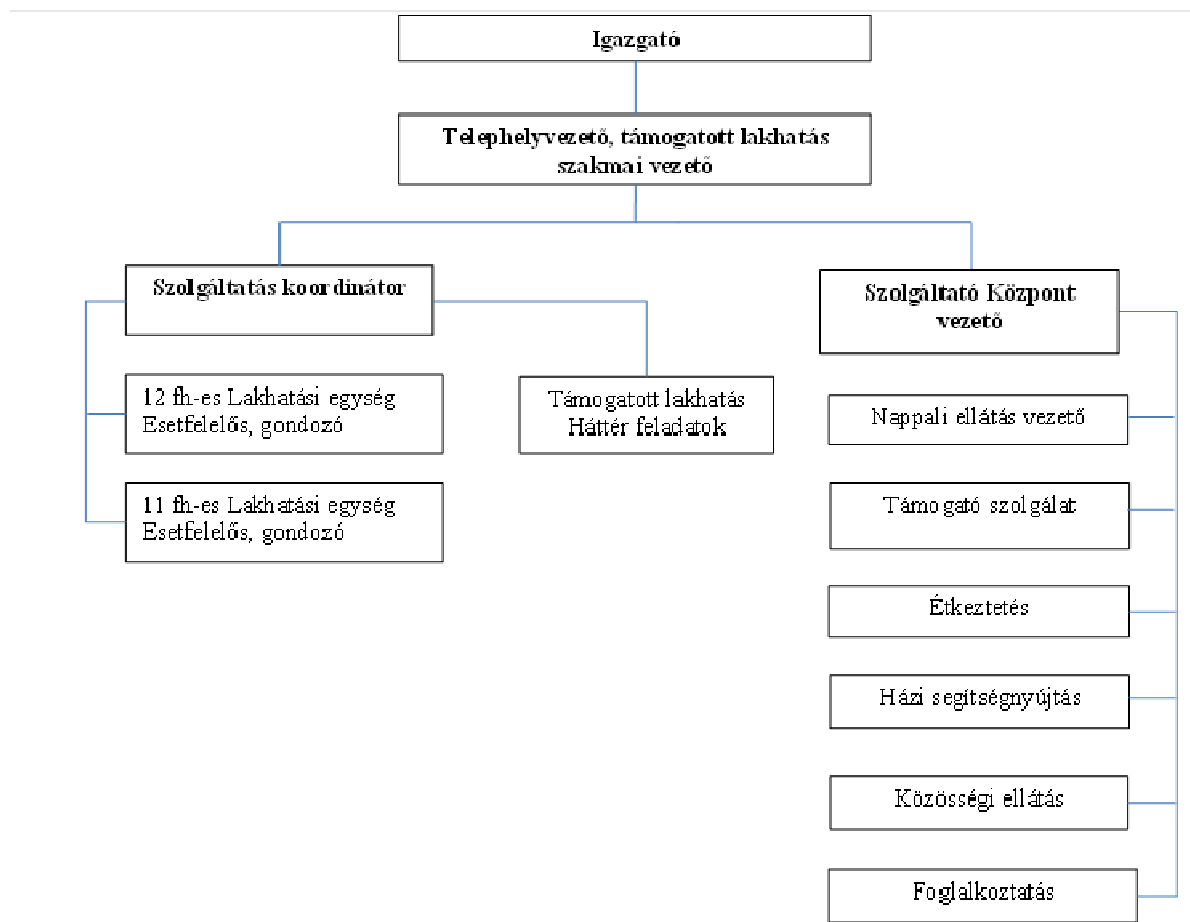 Igazgató
Telephelyvezető, támogatott lakhatás
szakmai vezető
Szolgáltatás koordinátor
Szolgáltató Központ
vezető
12 fh-es Lakhatási egység
Esetfelelős, gondozó
Támogatott lakhatás
Háttér feladatok
11 fh-es Lakhatási egység
Esetfelelős, gondozó
Nappali ellátás vezető
Támogató szolgálat
Étkeztetés
Házi segítségnyújtás
Közösségi ellátás
Foglalkoztatás